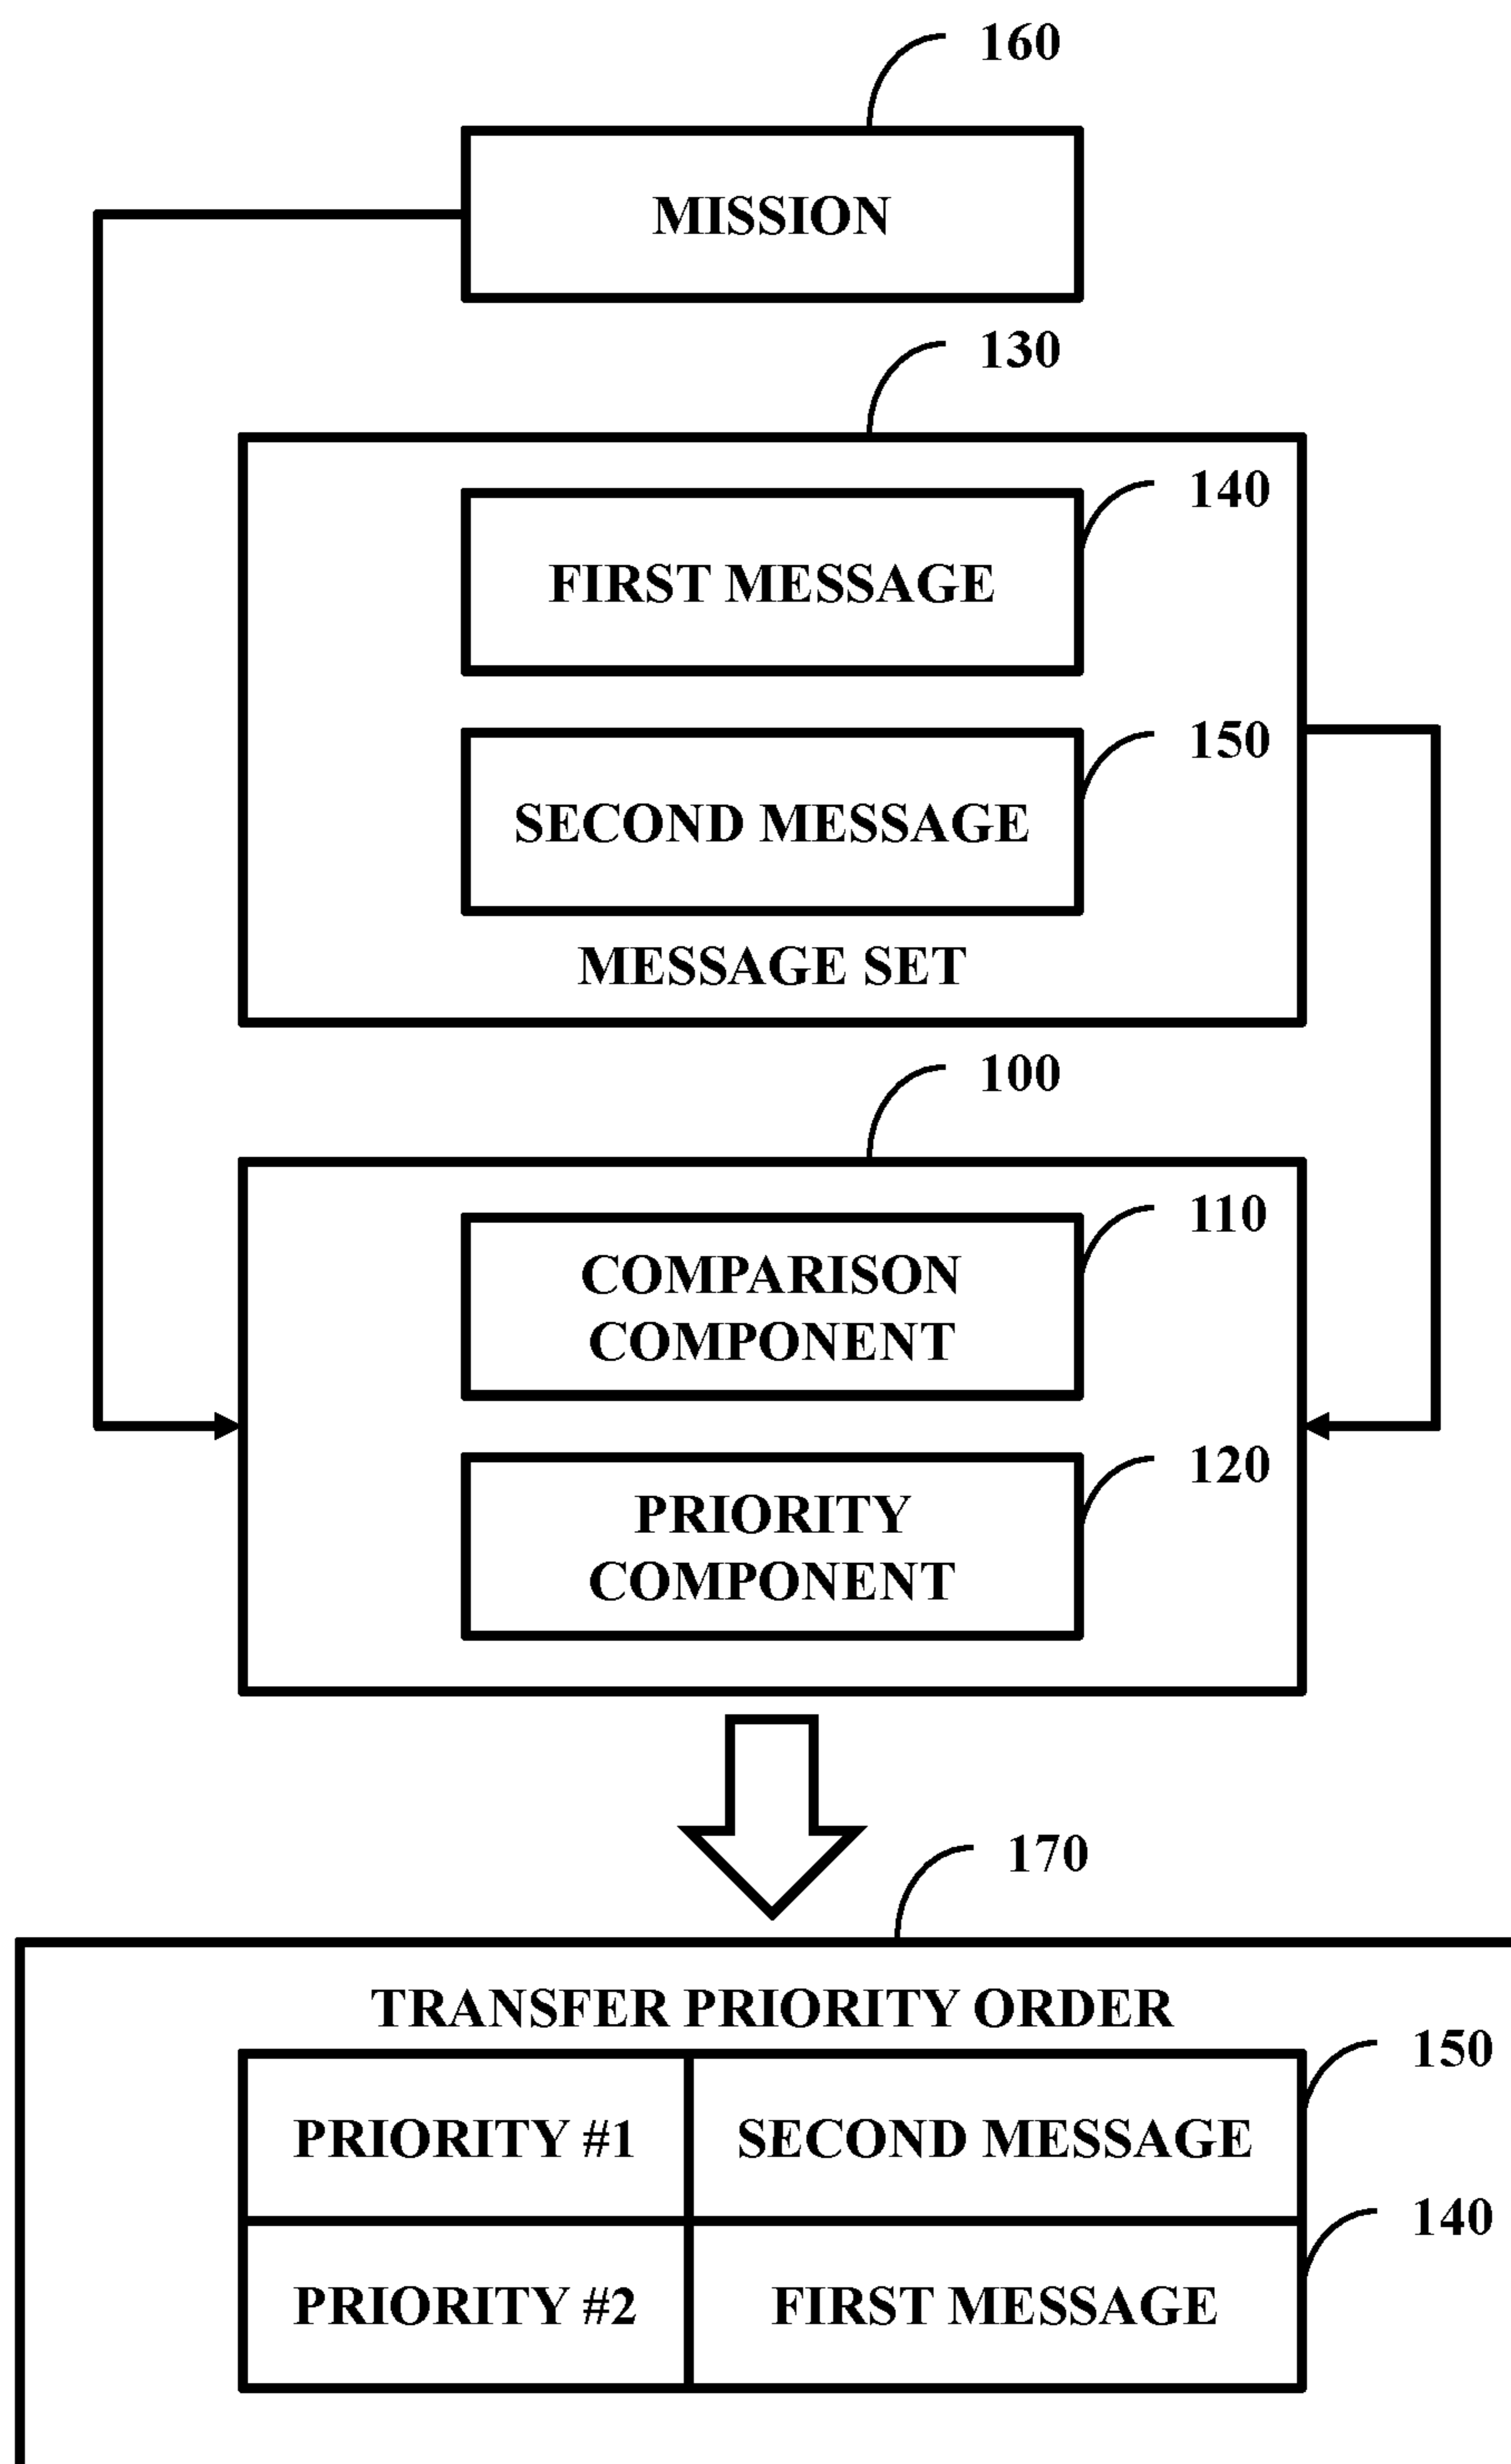 160
MISSION
130
140
FIRST MESSAGE
150
SECOND MESSAGE
MESSAGE SET
100
110
COMPARISON
COMPONENT
120
PRIORITY
COMPONENT
170
TRANSFER PRIORITY ORDER
150
PRIORITY #1 SECOND MESSAGE
140
PRIORITY #2 FIRST MESSAGE